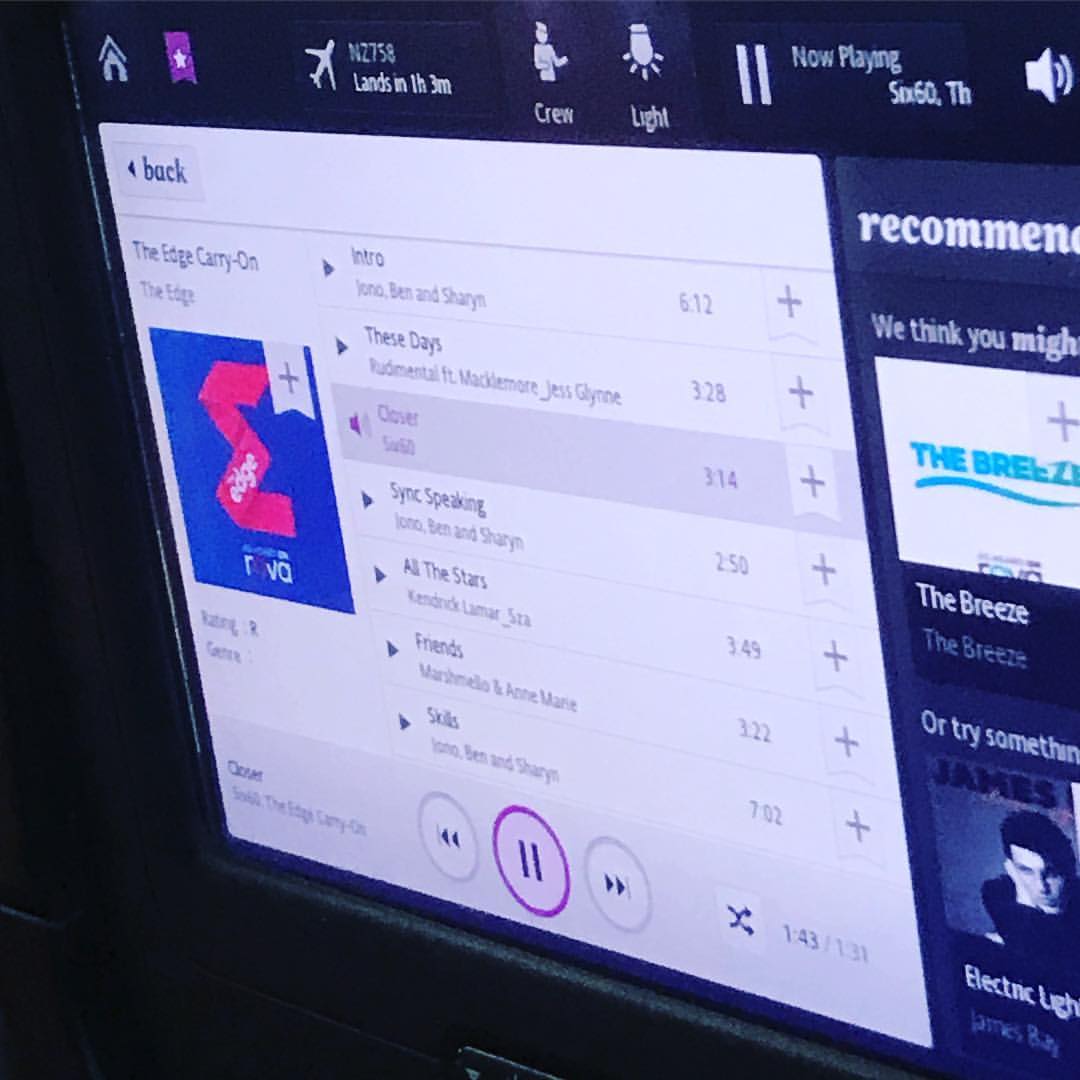 NZ758
Lands in 1h 3m
Crew
Light
Now Playing
Six60, Th
back
The Edge Carry-On
The Edge
edge
rova
Rating : R
Genre :
Intro
Jono, Ben and Sharyn
6:12
These Days
Rudimental ft. Macklemore_Jess Glynne
3:28
Closer
Six60
3:14
Sync Speaking
Jono, Ben and Sharyn
2:50
All The Stars
Kendrick Lamar_Sza
3:49
Friends
Marshmello & Anne Marie
3:22
Skills
Jono, Ben and Sharyn
7:02
Closer
Six60, The Edge Carry-On
1:43 / 1:31
recommend
We think you migh
THE BREEZE
rova
The Breeze
The Breeze
Or try somethin
JAMES
Electric Ligh
James Bay